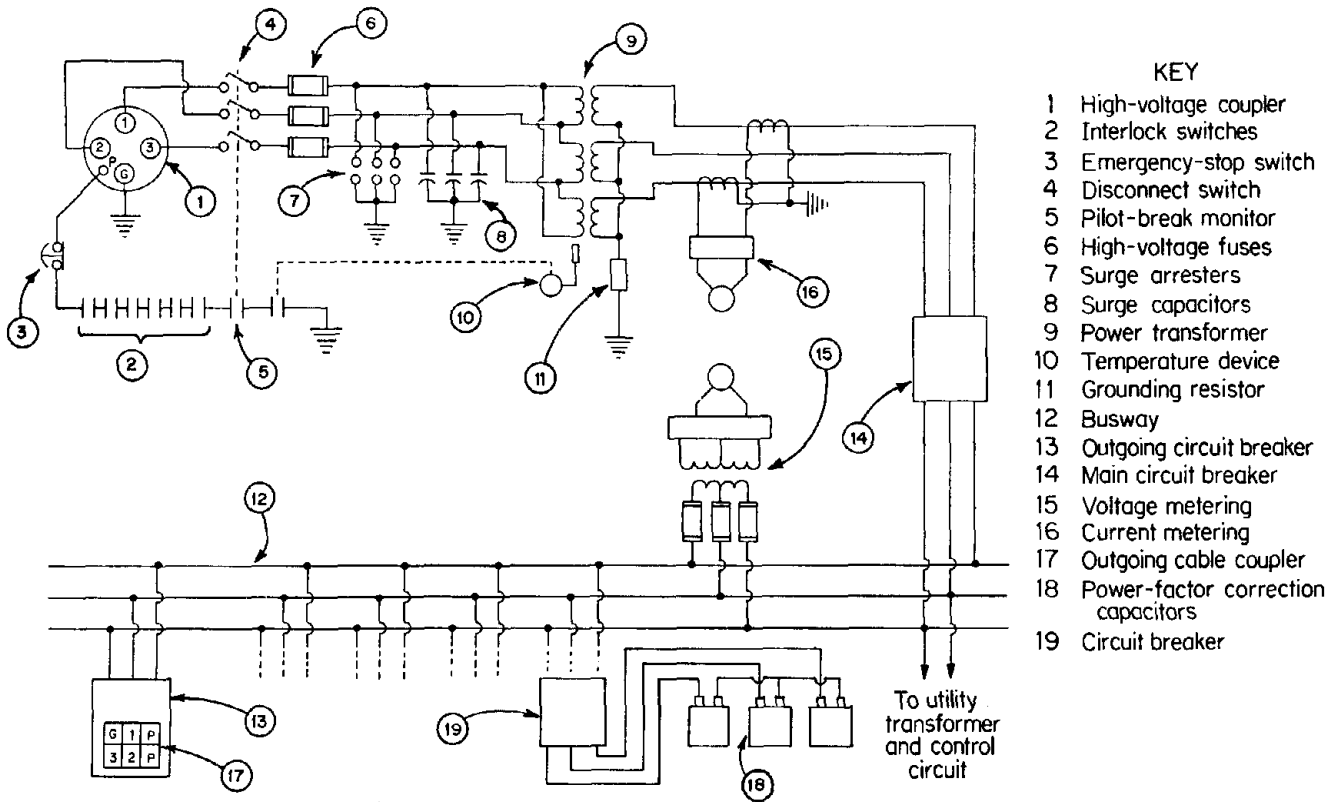 4
6
9
KEY
1 High-voltage coupler
2 Interlock switches
3 Emergency-stop switch
4 Disconnect switch
5 Pilot-break monitor
6 High-voltage fuses
7 Surge arresters
8 Surge capacitors
9 Power transformer
10 Temperature device
11 Grounding resistor
12 Busway
13 Outgoing circuit breaker
14 Main circuit breaker
15 Voltage metering
16 Current metering
17 Outgoing cable coupler
18 Power-factor correction
capacitors
19 Circuit breaker
1
2 3
P
G
1
7
8
3
10
16
2
5
11
15
14
12
13
G 1 P
3 2 P
17
19
18
To utility
transformer
and control
circuit